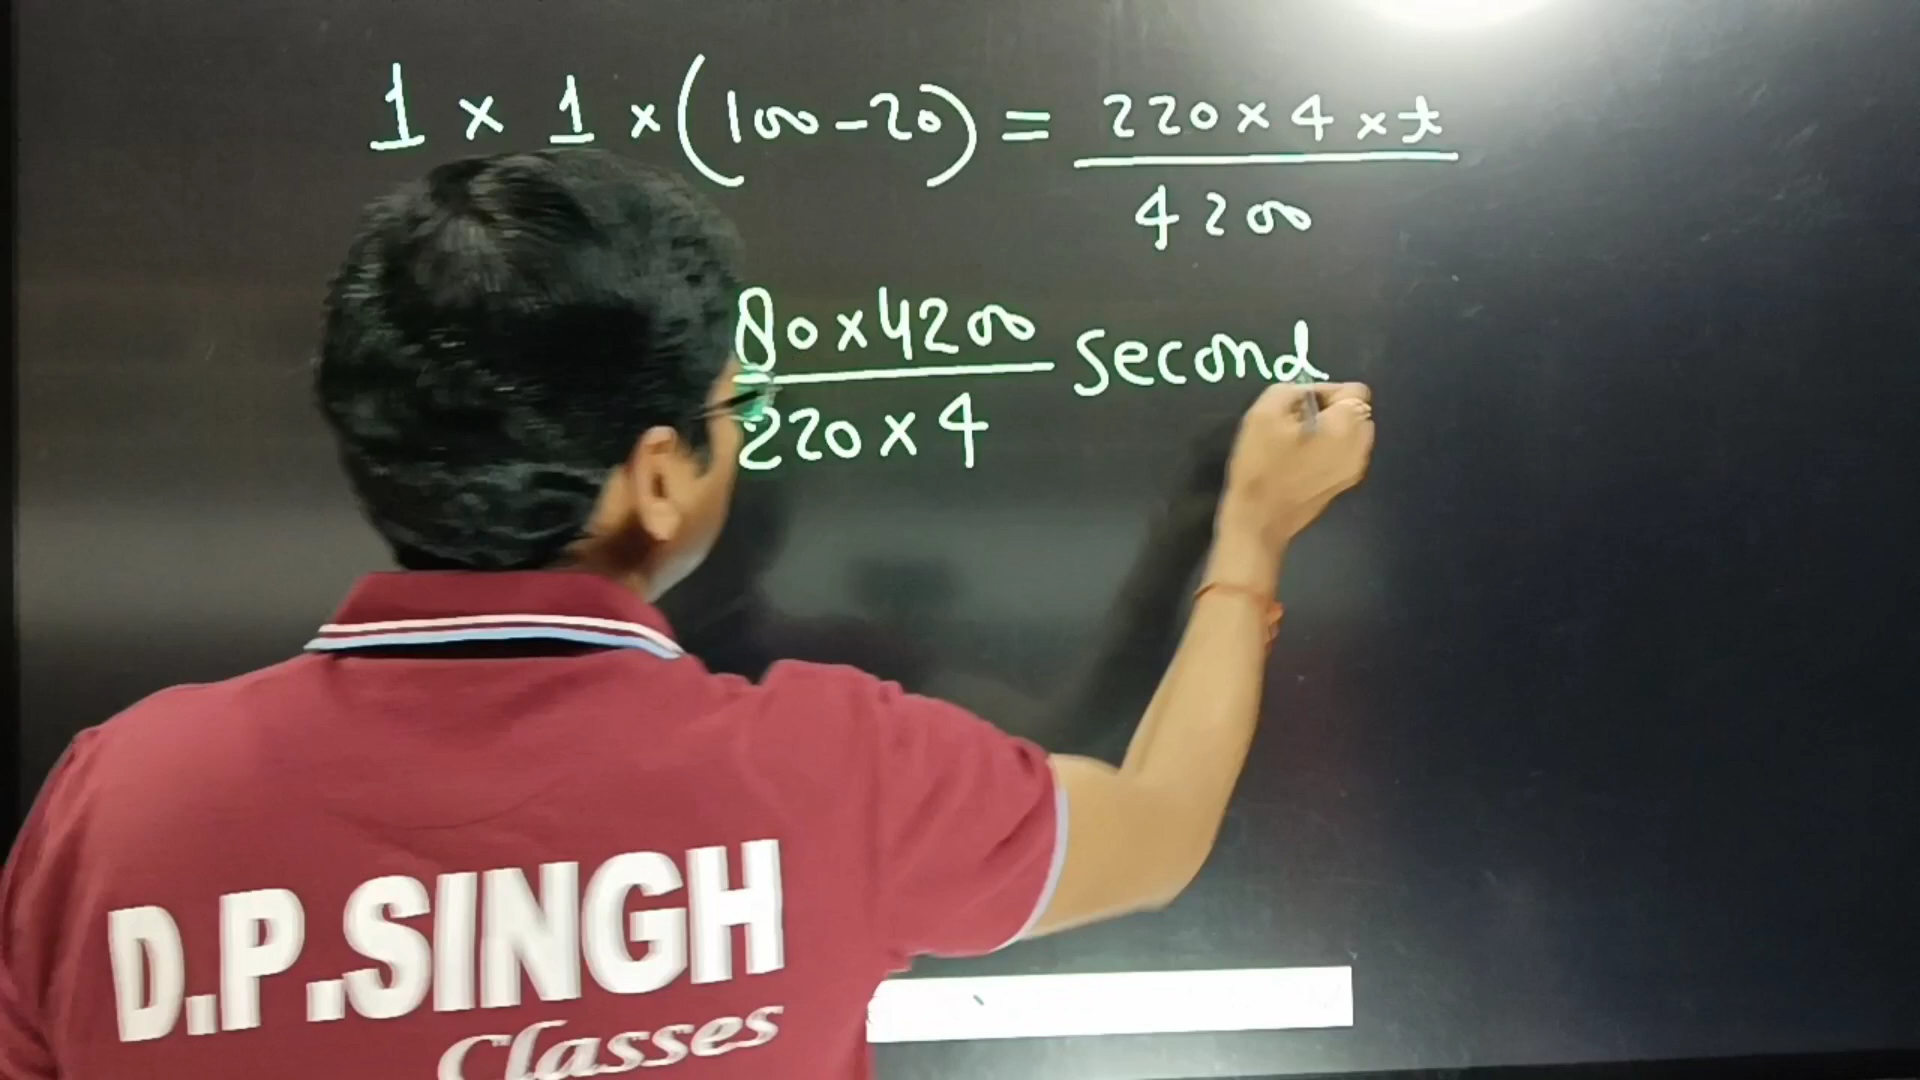 1 × 1 × (100-20) = 220 × 4 × t
4200
80×4200 second
220×4
D.P.SINGH
Classes